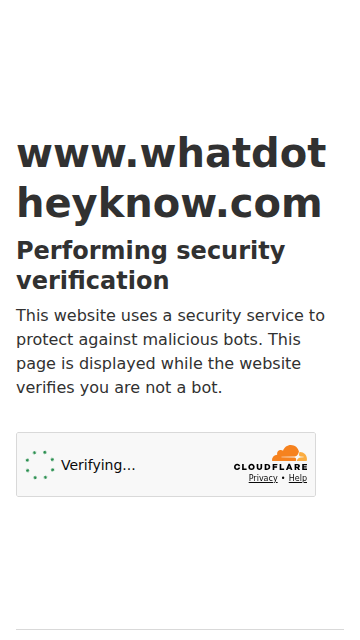 www.whatdot
heyknow.com
Performing security
verification
This website uses a security service to
protect against malicious bots. This
page is displayed while the website
verifies you are not a bot.
Verifying...
CLOUDFLARE
Privacy • Help